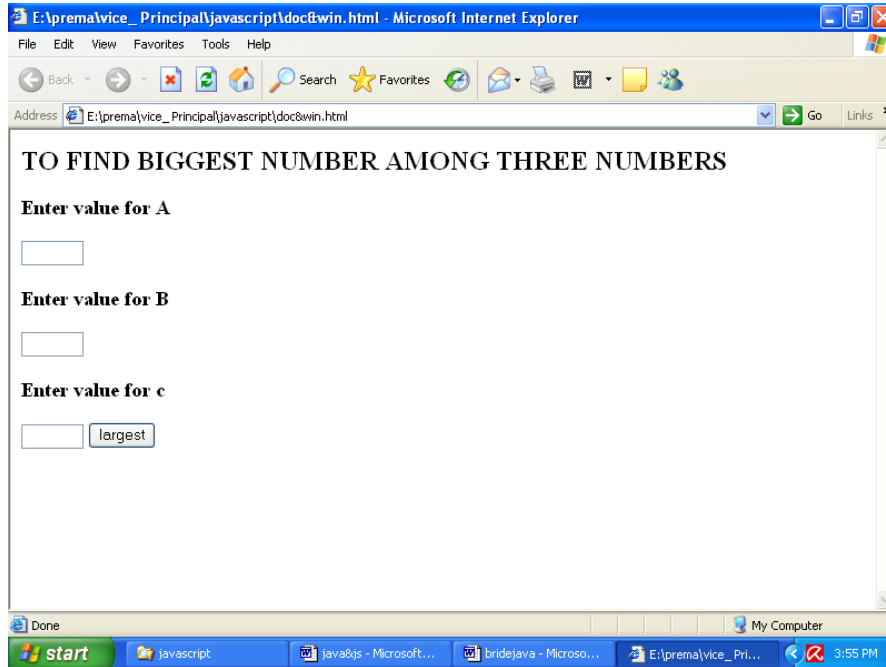 E:\prema\vice_ Principal\javascript\doc&win.html - Microsoft Internet Explorer
File Edit View Favorites Tools Help
Back Search Favorites
Address E:\prema\vice_ Principal\javascript\doc&win.html Go Links
TO FIND BIGGEST NUMBER AMONG THREE NUMBERS
Enter value for A
Enter value for B
Enter value for c
largest
Done My Computer
start javascript java&js - Microsoft... bridejava - Microso... E:\prema\vice_ Pri... 3:55 PM